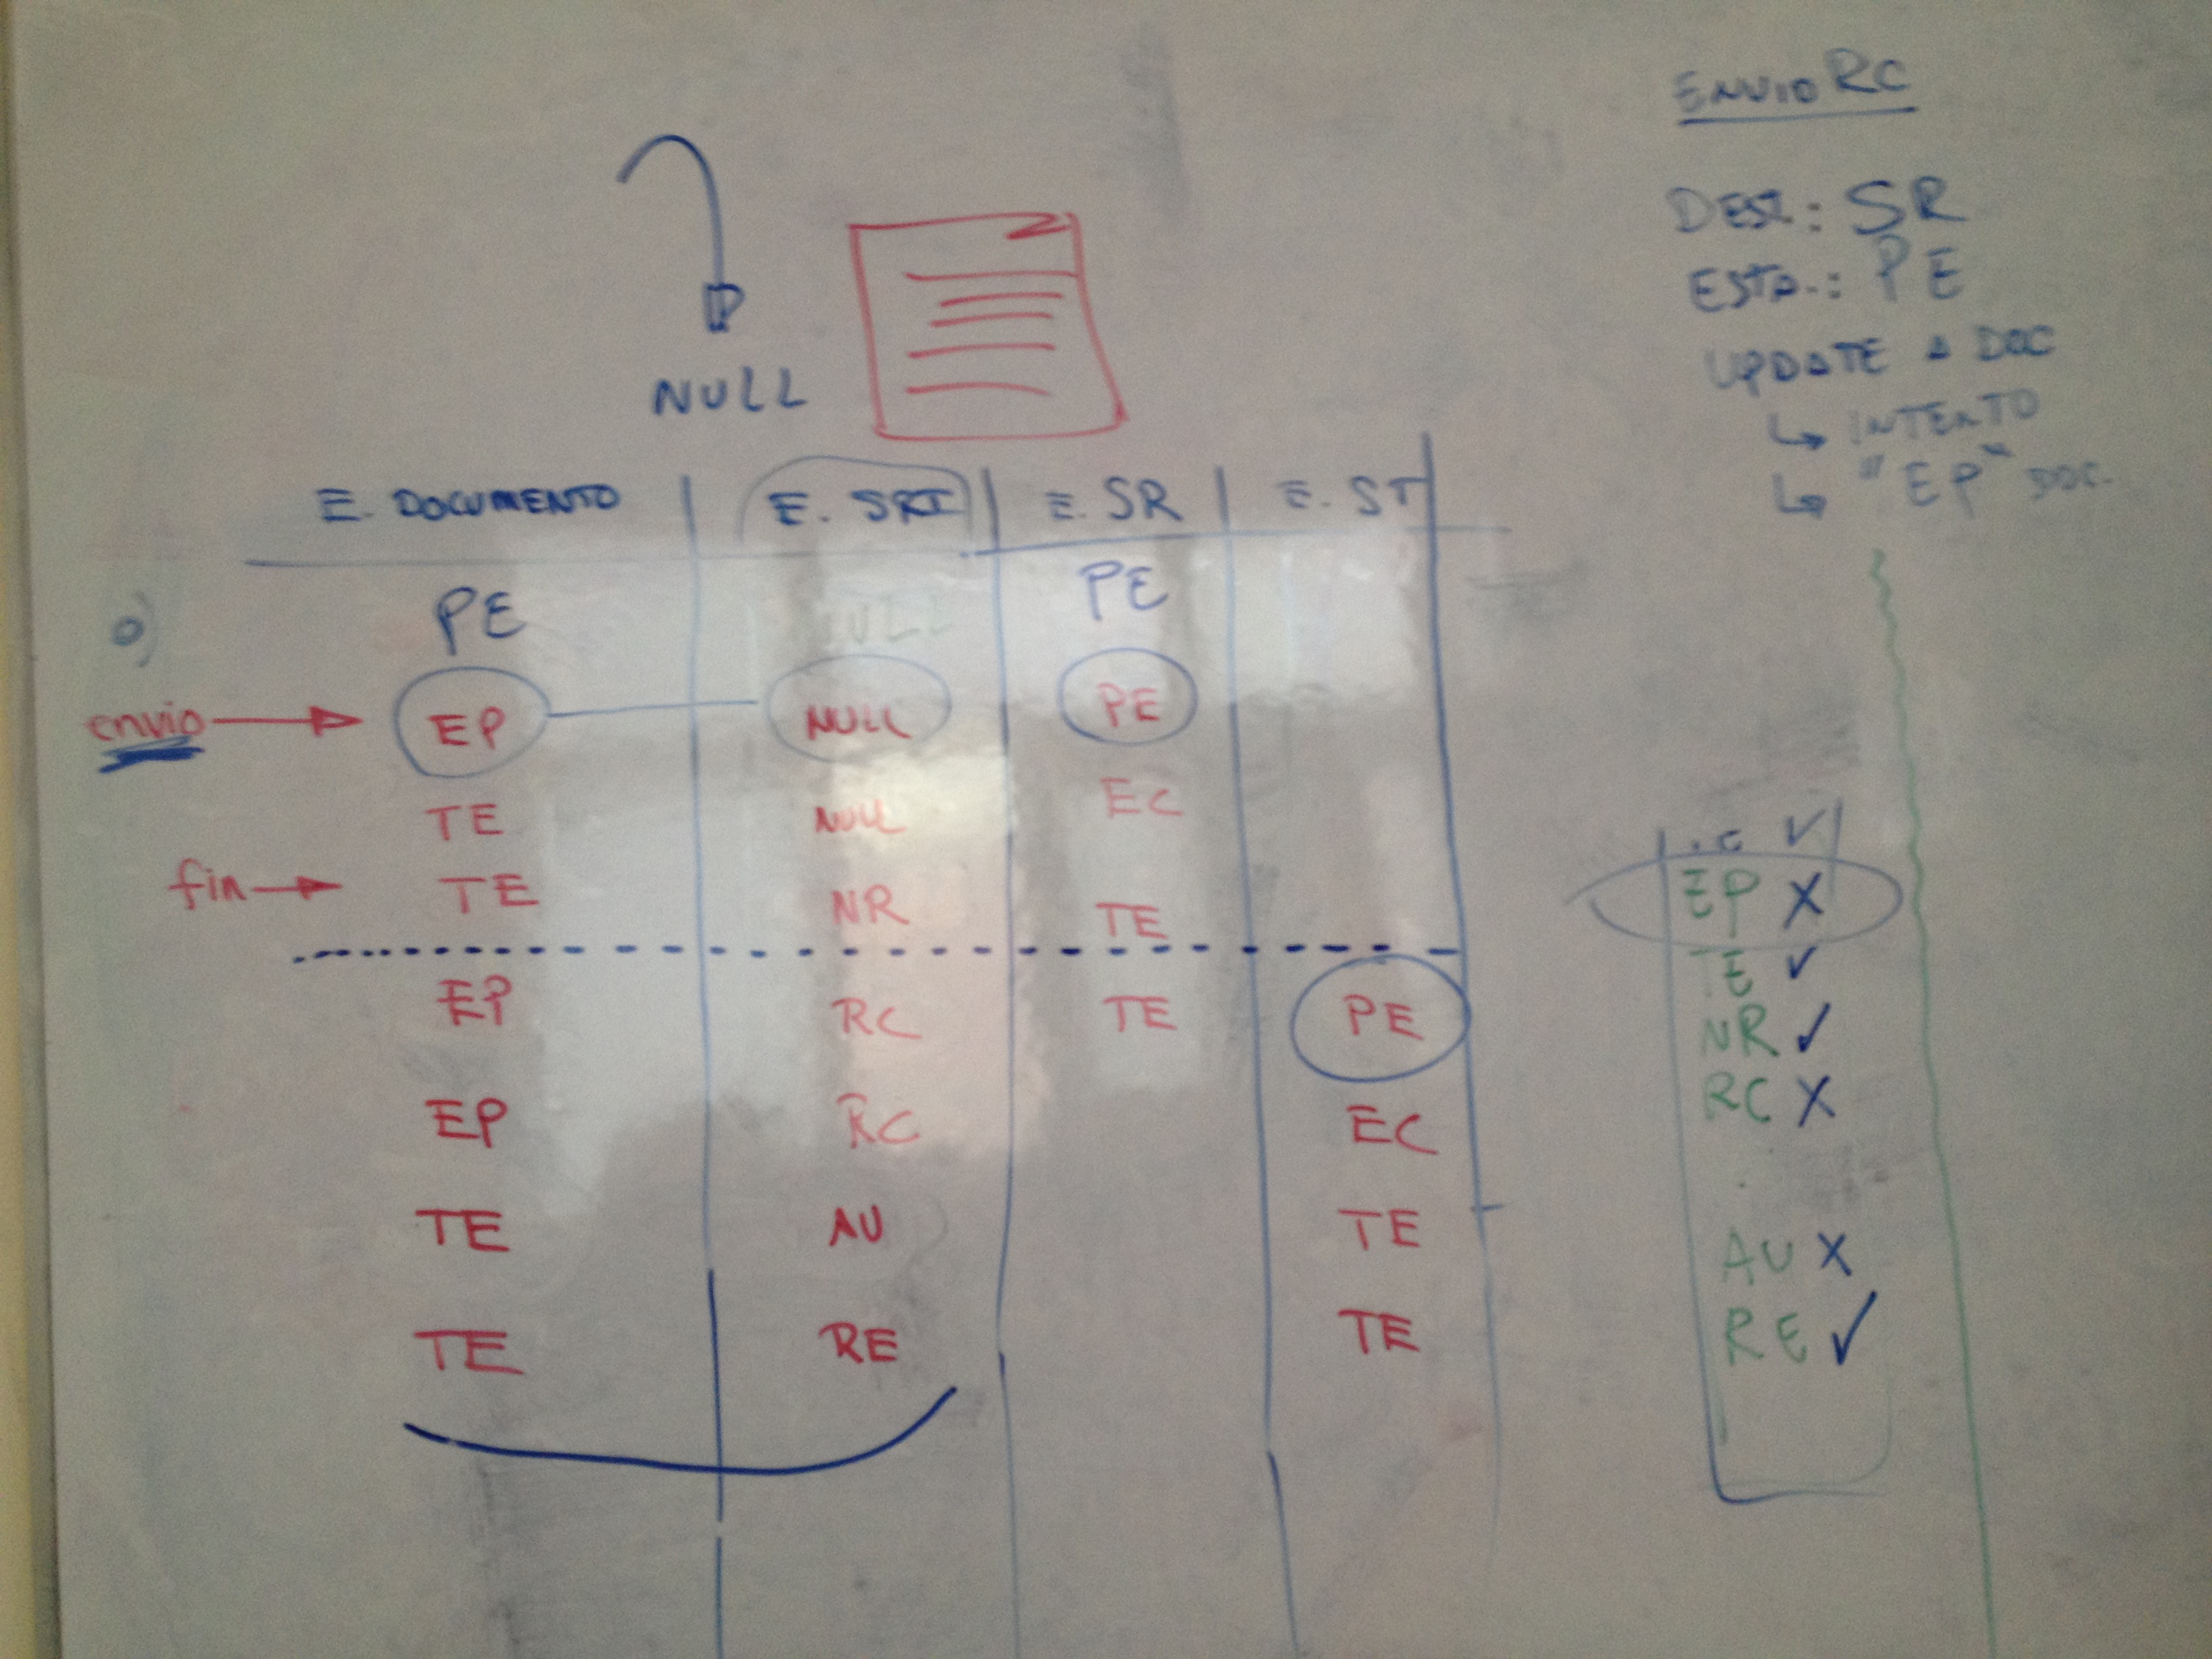 NULL
E. DOCUMENTO E. SRI E. SR E. ST
o) PE NULL PE
envio EP NULL PE
TE NULL EC
fin TE NR TE
EP RC TE PE
EP RC EC
TE AU TE
TE RE TE
ENVIO RC
DEST.: SR
ESTA.: PE
UPDATE A DOC
INTENTO
"EP" DOC.
✓
EP X
TE ✓
NR ✓
RC X
AU X
RE ✓